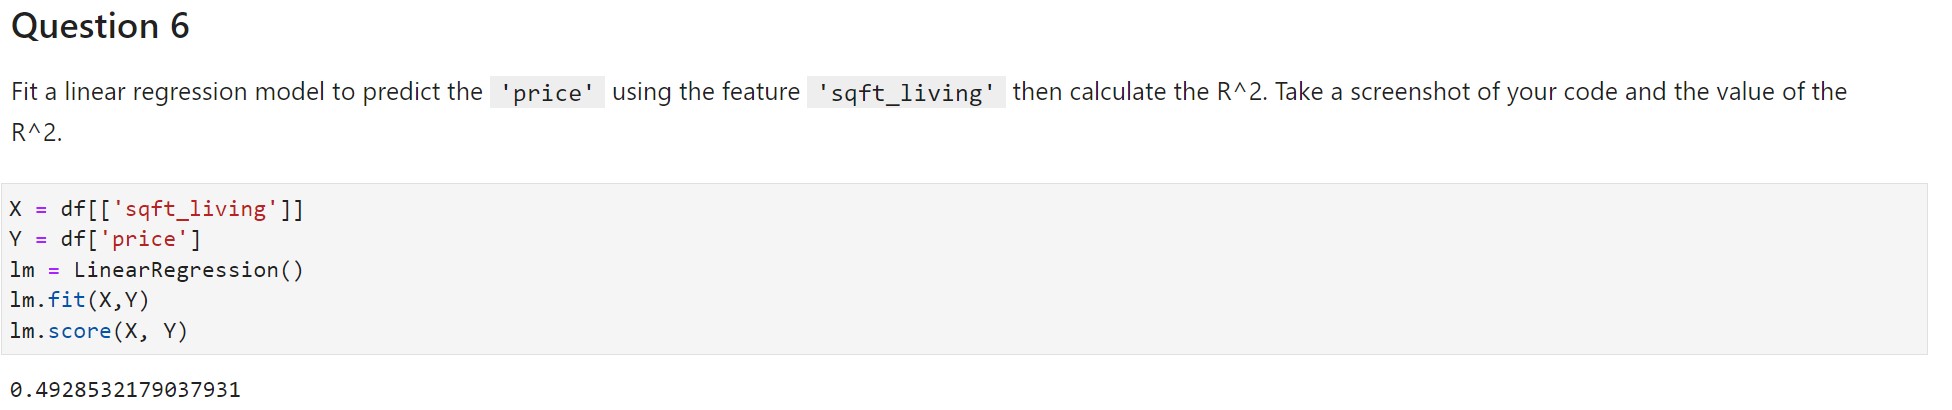 Question 6
Fit a linear regression model to predict the 'price' using the feature 'sqft_living' then calculate the R^2. Take a screenshot of your code and the value of the
R^2.
X = df[['sqft_living']]
Y = df['price']
lm = LinearRegression()
lm.fit(X,Y)
lm.score(X, Y)
0.4928532179037931